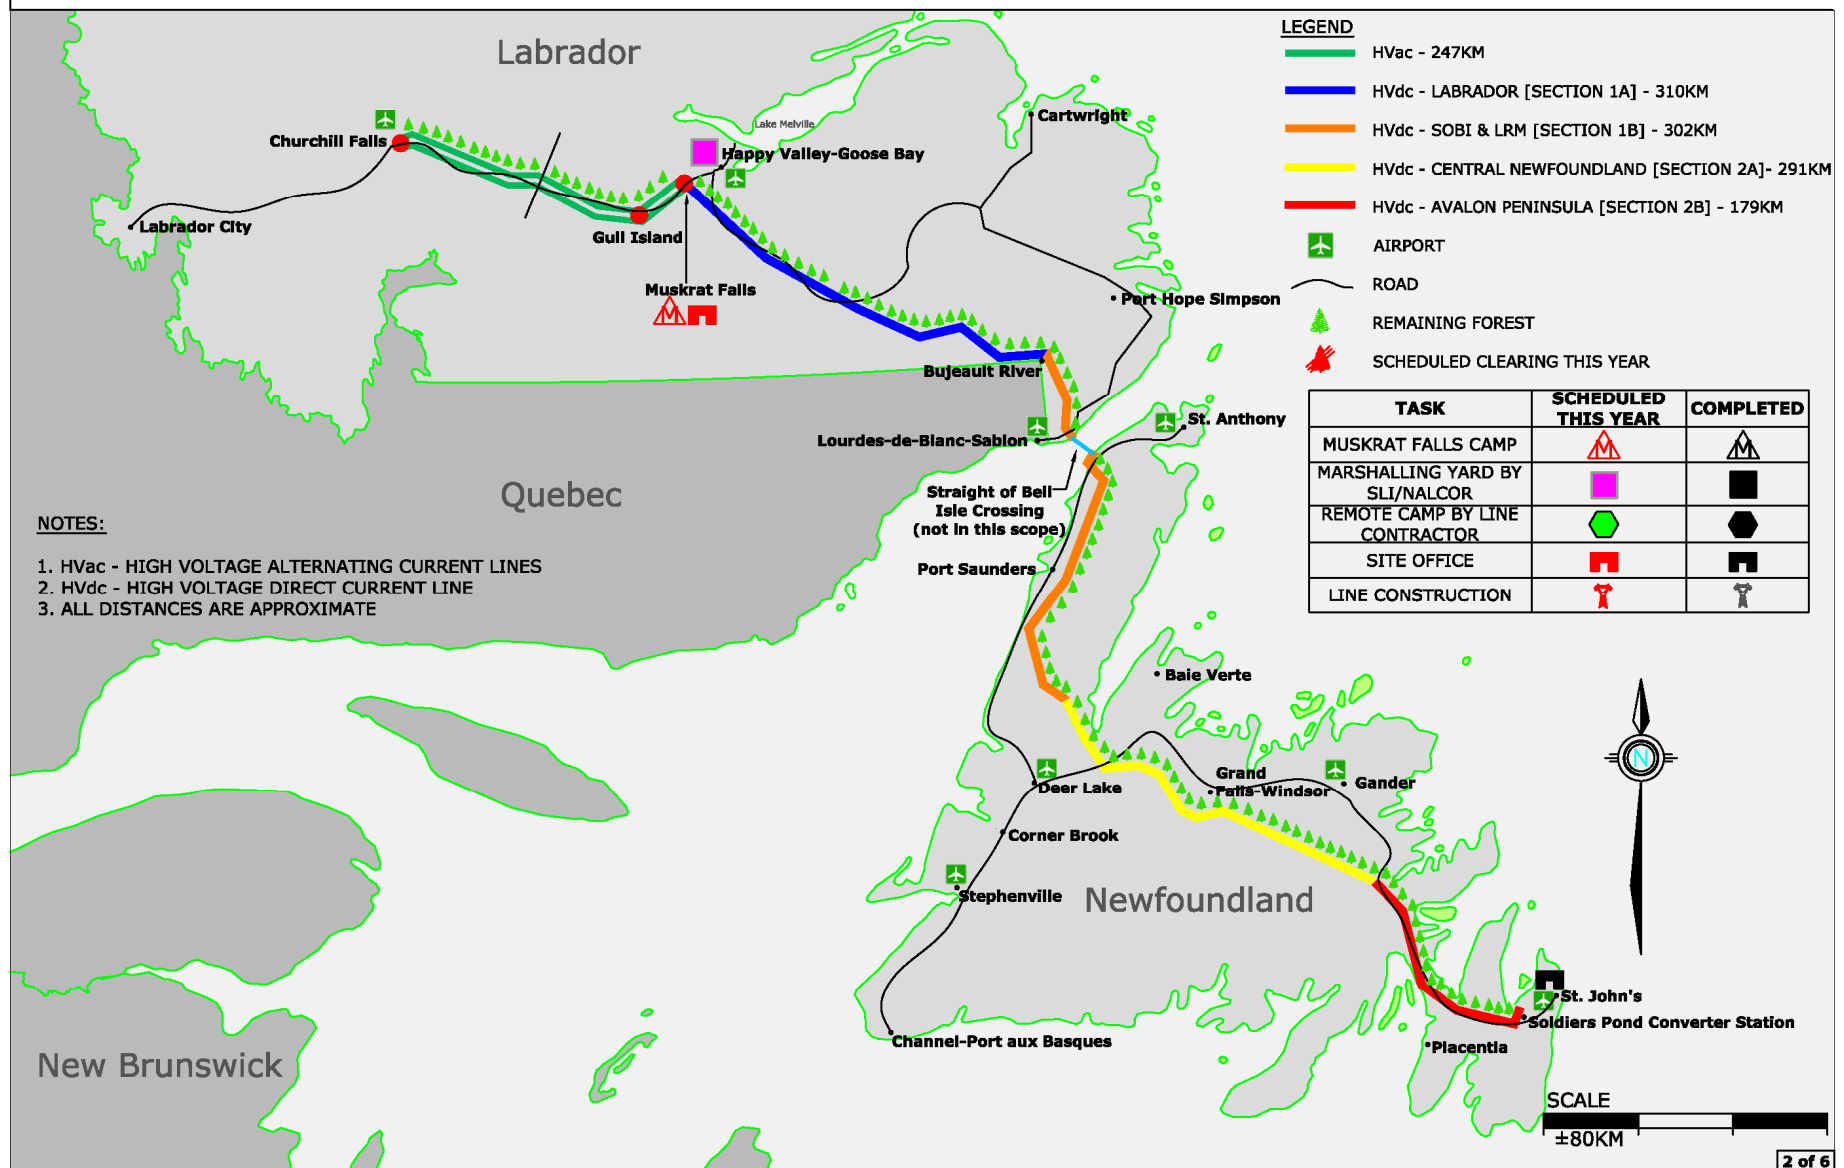 Labrador
Lake Melville
Cartwright
Churchill Falls
Happy Valley-Goose Bay
Labrador City
Gull Island
Muskrat Falls
Port Hope Simpson
Bujeault River
St. Anthony
Lourdes-de-Blanc-Sablon
Quebec
Straight of Bell
Isle Crossing
(not in this scope)
Port Saunders
NOTES:
1. HVac - HIGH VOLTAGE ALTERNATING CURRENT LINES
2. HVdc - HIGH VOLTAGE DIRECT CURRENT LINE
3. ALL DISTANCES ARE APPROXIMATE
Baie Verte
Deer Lake
Grand
Falls-Windsor
Gander
Corner Brook
Stephenville
Newfoundland
St. John's
Soldiers Pond Converter Station
Placentia
Channel-Port aux Basques
New Brunswick
LEGEND
HVac - 247KM
HVdc - LABRADOR [SECTION 1A] - 310KM
HVdc - SOBI & LRM [SECTION 1B] - 302KM
HVdc - CENTRAL NEWFOUNDLAND [SECTION 2A]- 291KM
HVdc - AVALON PENINSULA [SECTION 2B] - 179KM
AIRPORT
ROAD
REMAINING FOREST
SCHEDULED CLEARING THIS YEAR
TASK
SCHEDULED
THIS YEAR
COMPLETED
MUSKRAT FALLS CAMP
MARSHALLING YARD BY
SLI/NALCOR
REMOTE CAMP BY LINE
CONTRACTOR
SITE OFFICE
LINE CONSTRUCTION
N
SCALE
±80KM
2 of 6